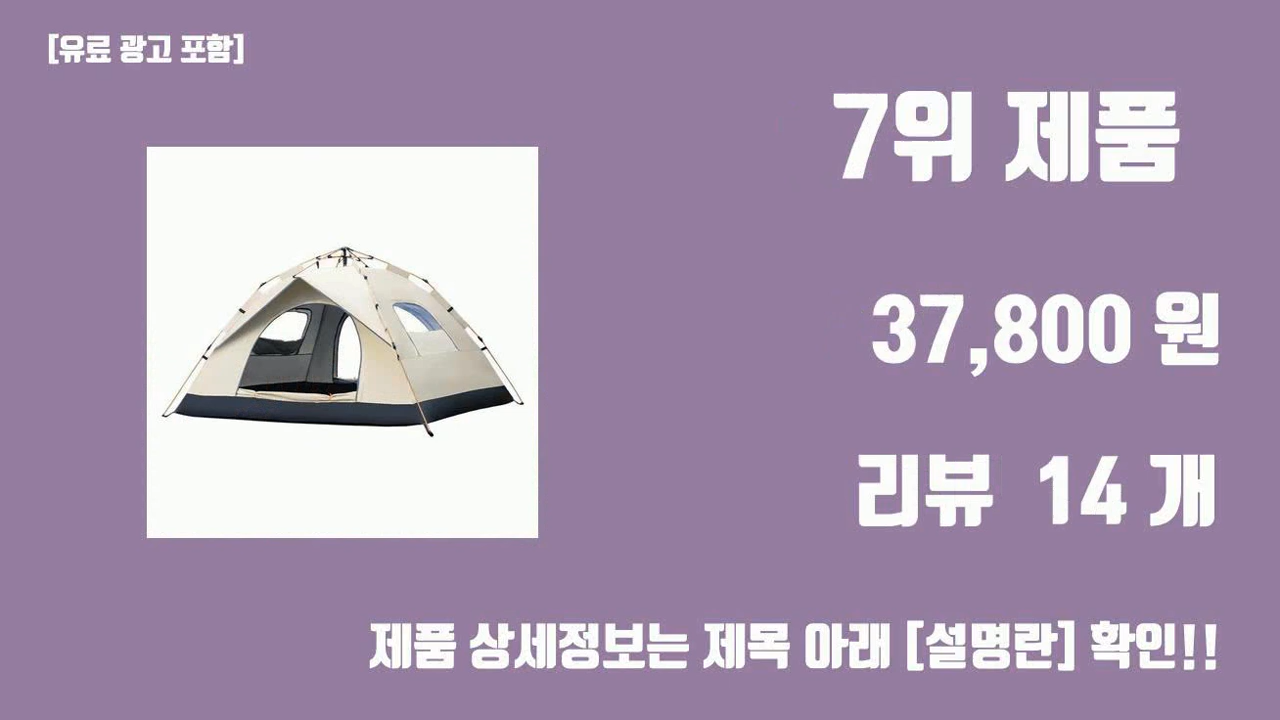 [유료 광고 포함]
7위 제품
37,800 원
리뷰 14 개
제품 상세정보는 제목 아래 [설명란] 확인!!